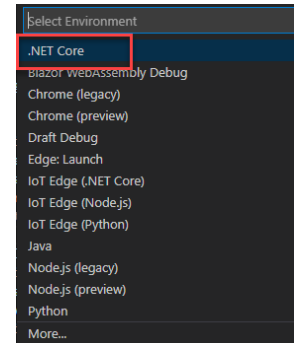 Select Environment
.NET Core
Blazor WebAssembly Debug
Chrome (legacy)
Chrome (preview)
Draft Debug
Edge: Launch
IoT Edge (.NET Core)
IoT Edge (Node.js)
IoT Edge (Python)
Java
Node.js (legacy)
Node.js (preview)
Python
More...